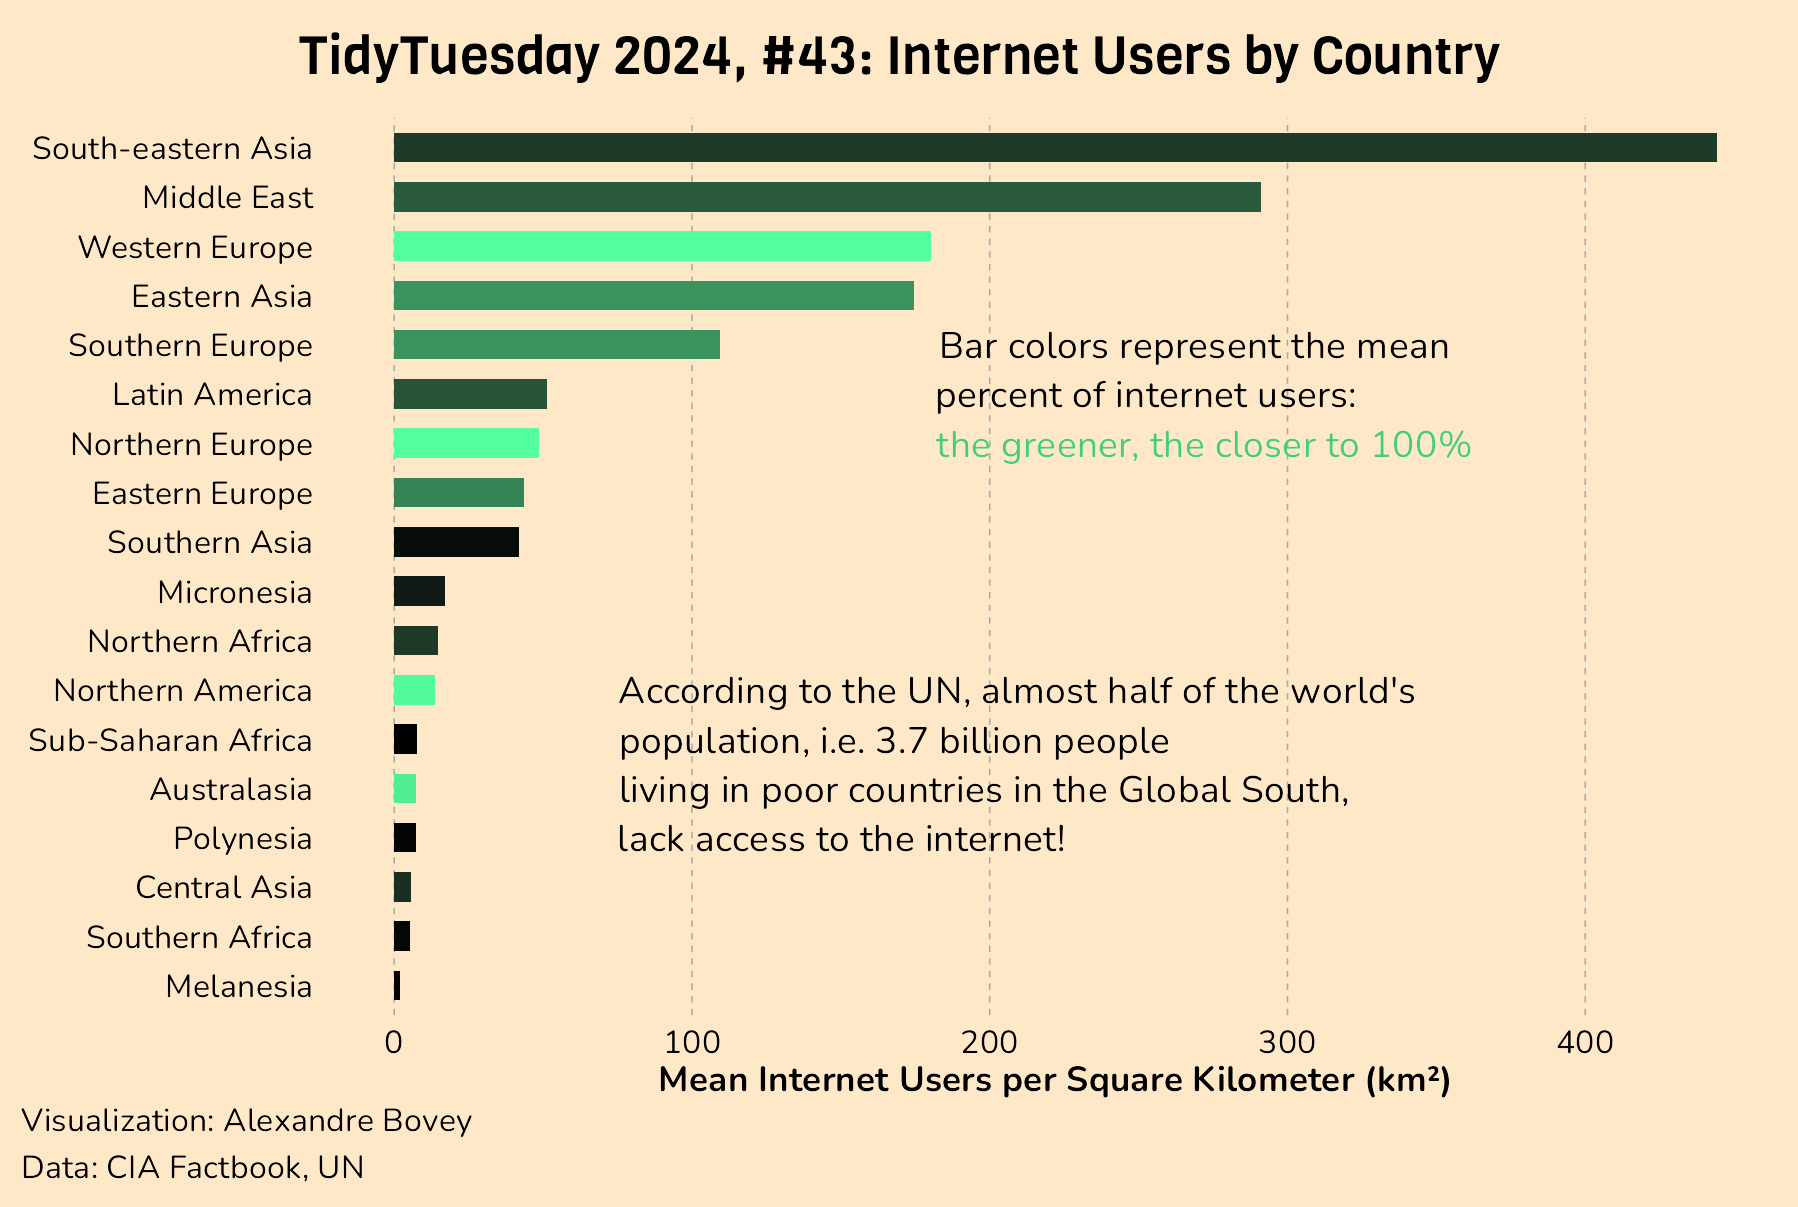 TidyTuesday 2024, #43: Internet Users by Country
South-eastern Asia
Middle East
Western Europe
Eastern Asia
Southern Europe
Latin America
Northern Europe
Eastern Europe
Southern Asia
Micronesia
Northern Africa
Northern America
Sub-Saharan Africa
Australasia
Polynesia
Central Asia
Southern Africa
Melanesia
Bar colors represent the mean
percent of internet users:
the greener, the closer to 100%
According to the UN, almost half of the world's
population, i.e. 3.7 billion people
living in poor countries in the Global South,
lack access to the internet!
0 100 200 300 400
Mean Internet Users per Square Kilometer (km²)
Visualization: Alexandre Bovey
Data: CIA Factbook, UN